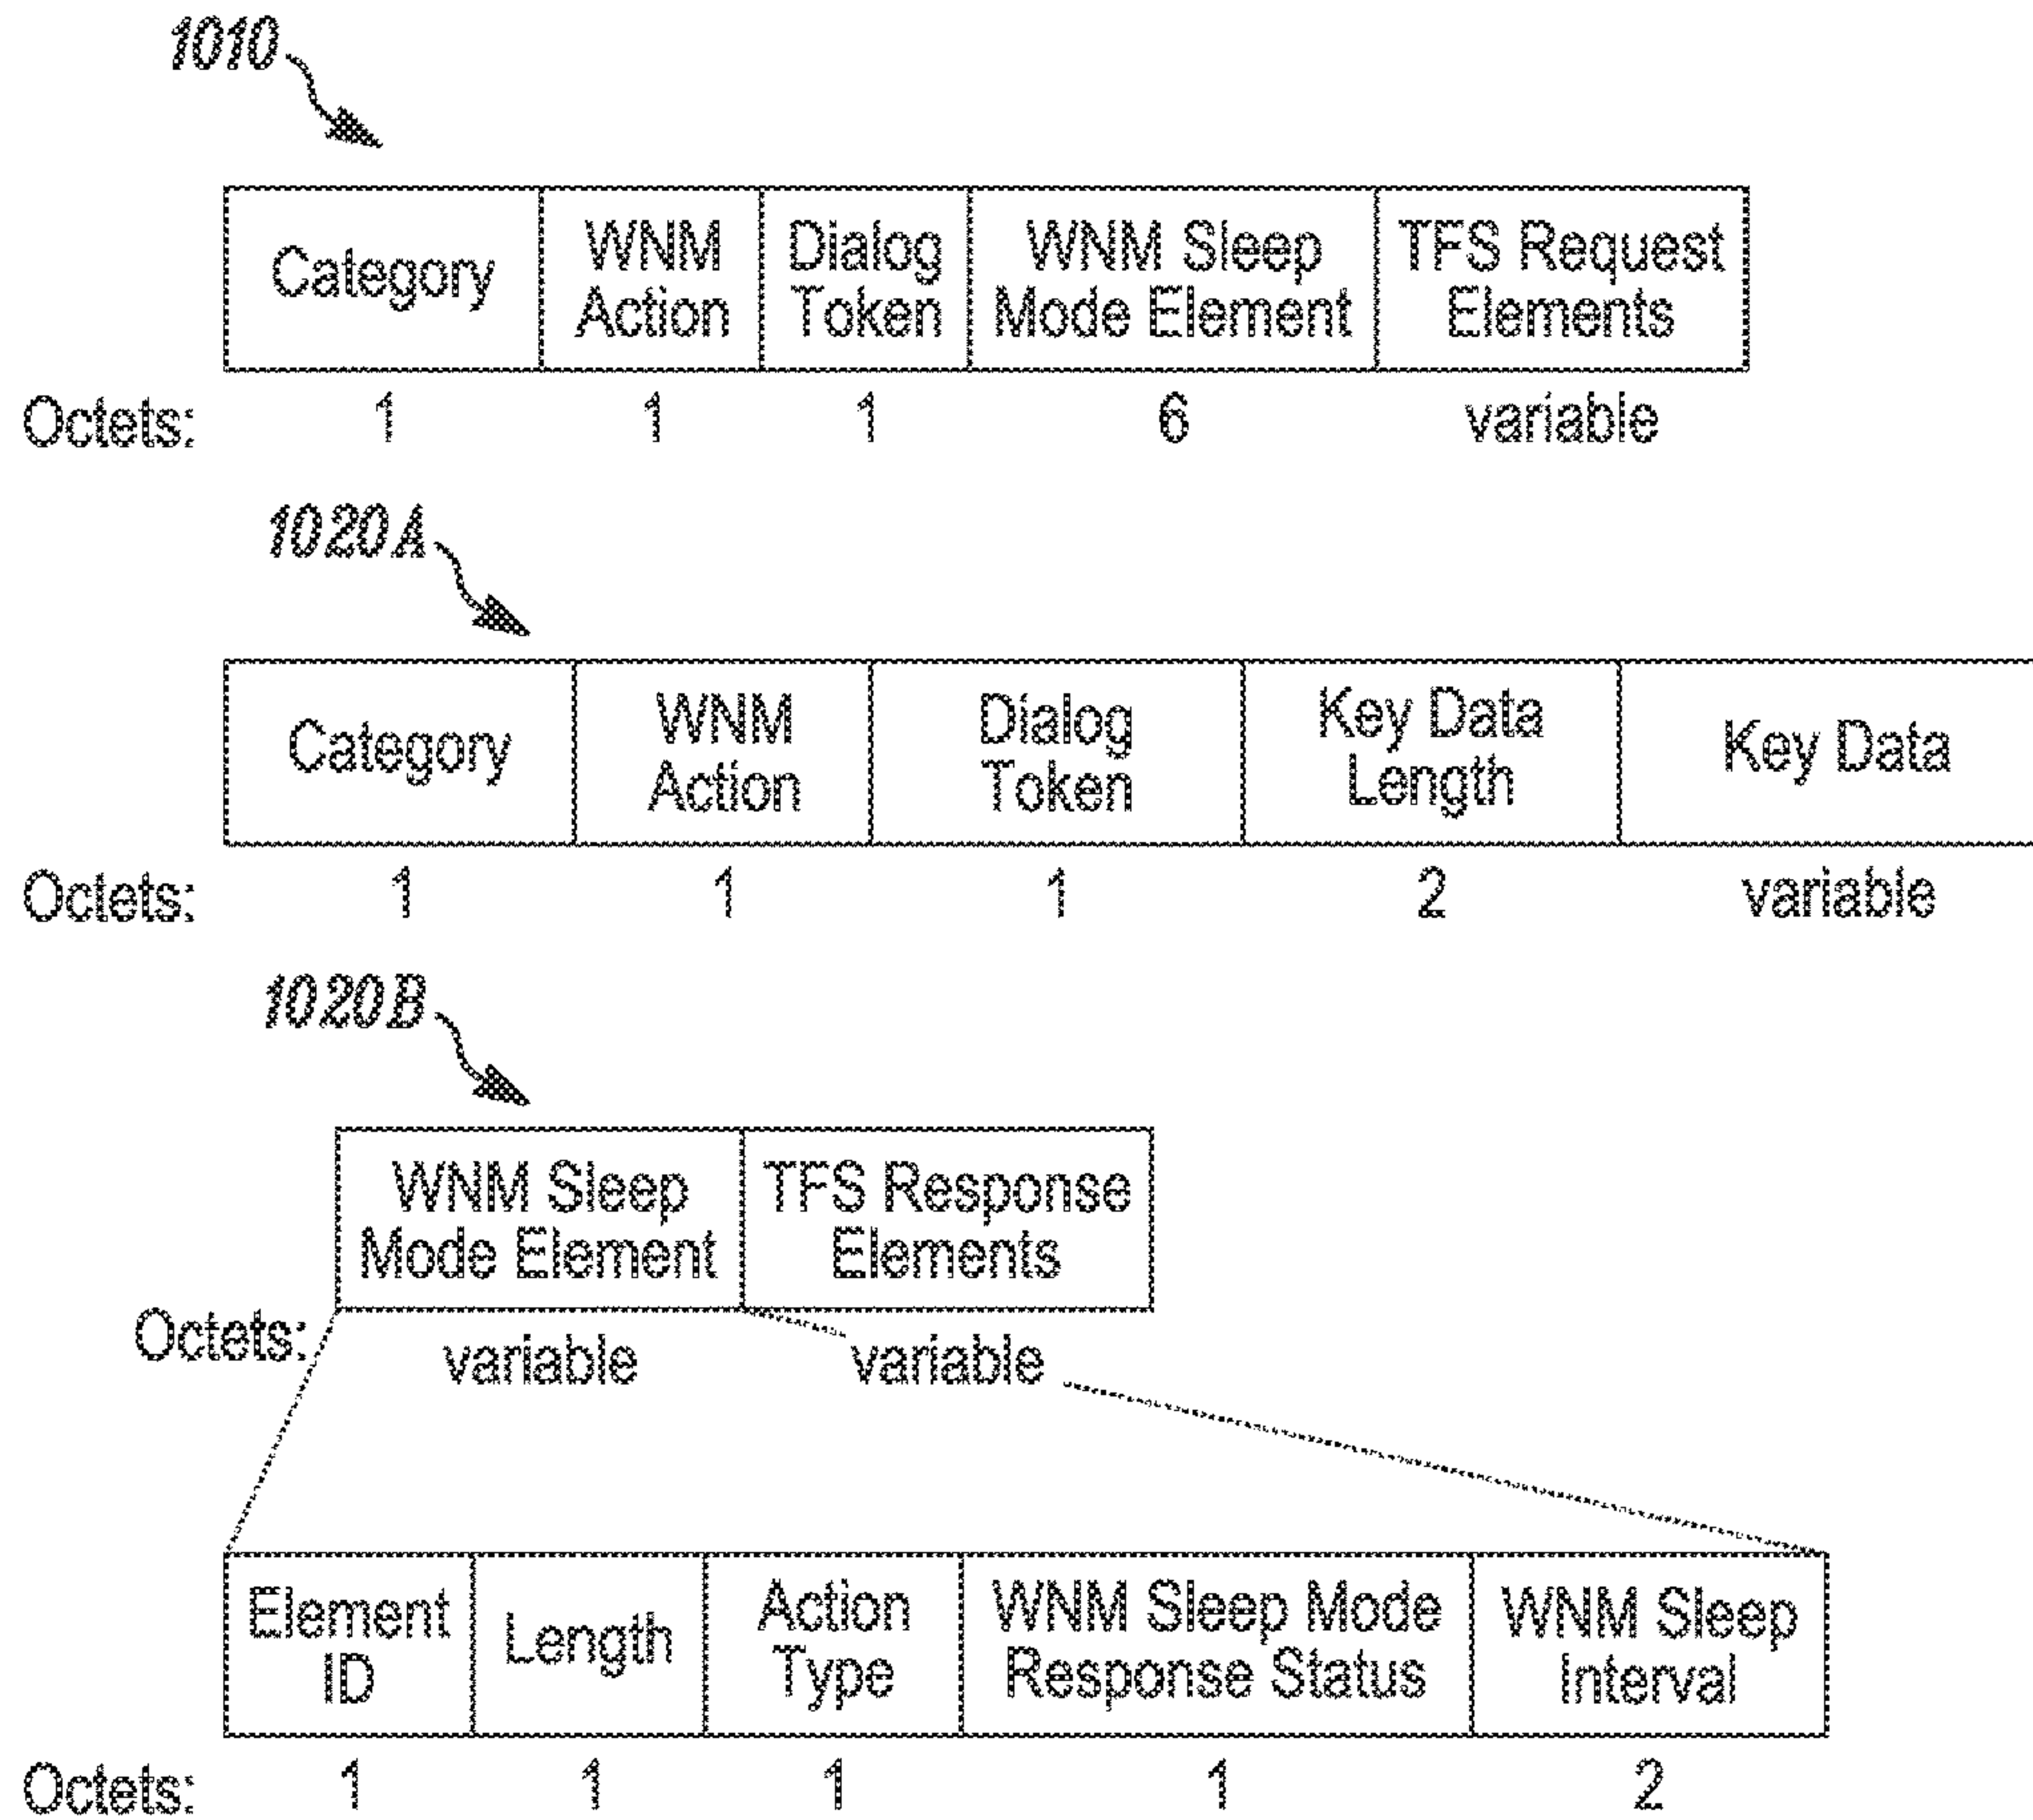 1010
Category
WNM
Action
Dialog
Token
WNM Sleep
Mode Element
TFS Request
Elements
Octets: 1 1 1 6 variable
1020A
Category
WNM
Action
Dialog
Token
Key Data
Length
Key Data
Octets: 1 1 1 2 variable
1020B
WNM Sleep
Mode Element
TFS Response
Elements
Octets: variable variable
Element
ID
Length
Action
Type
WNM Sleep Mode
Response Status
WNM Sleep
Interval
Octets: 1 1 1 1 2